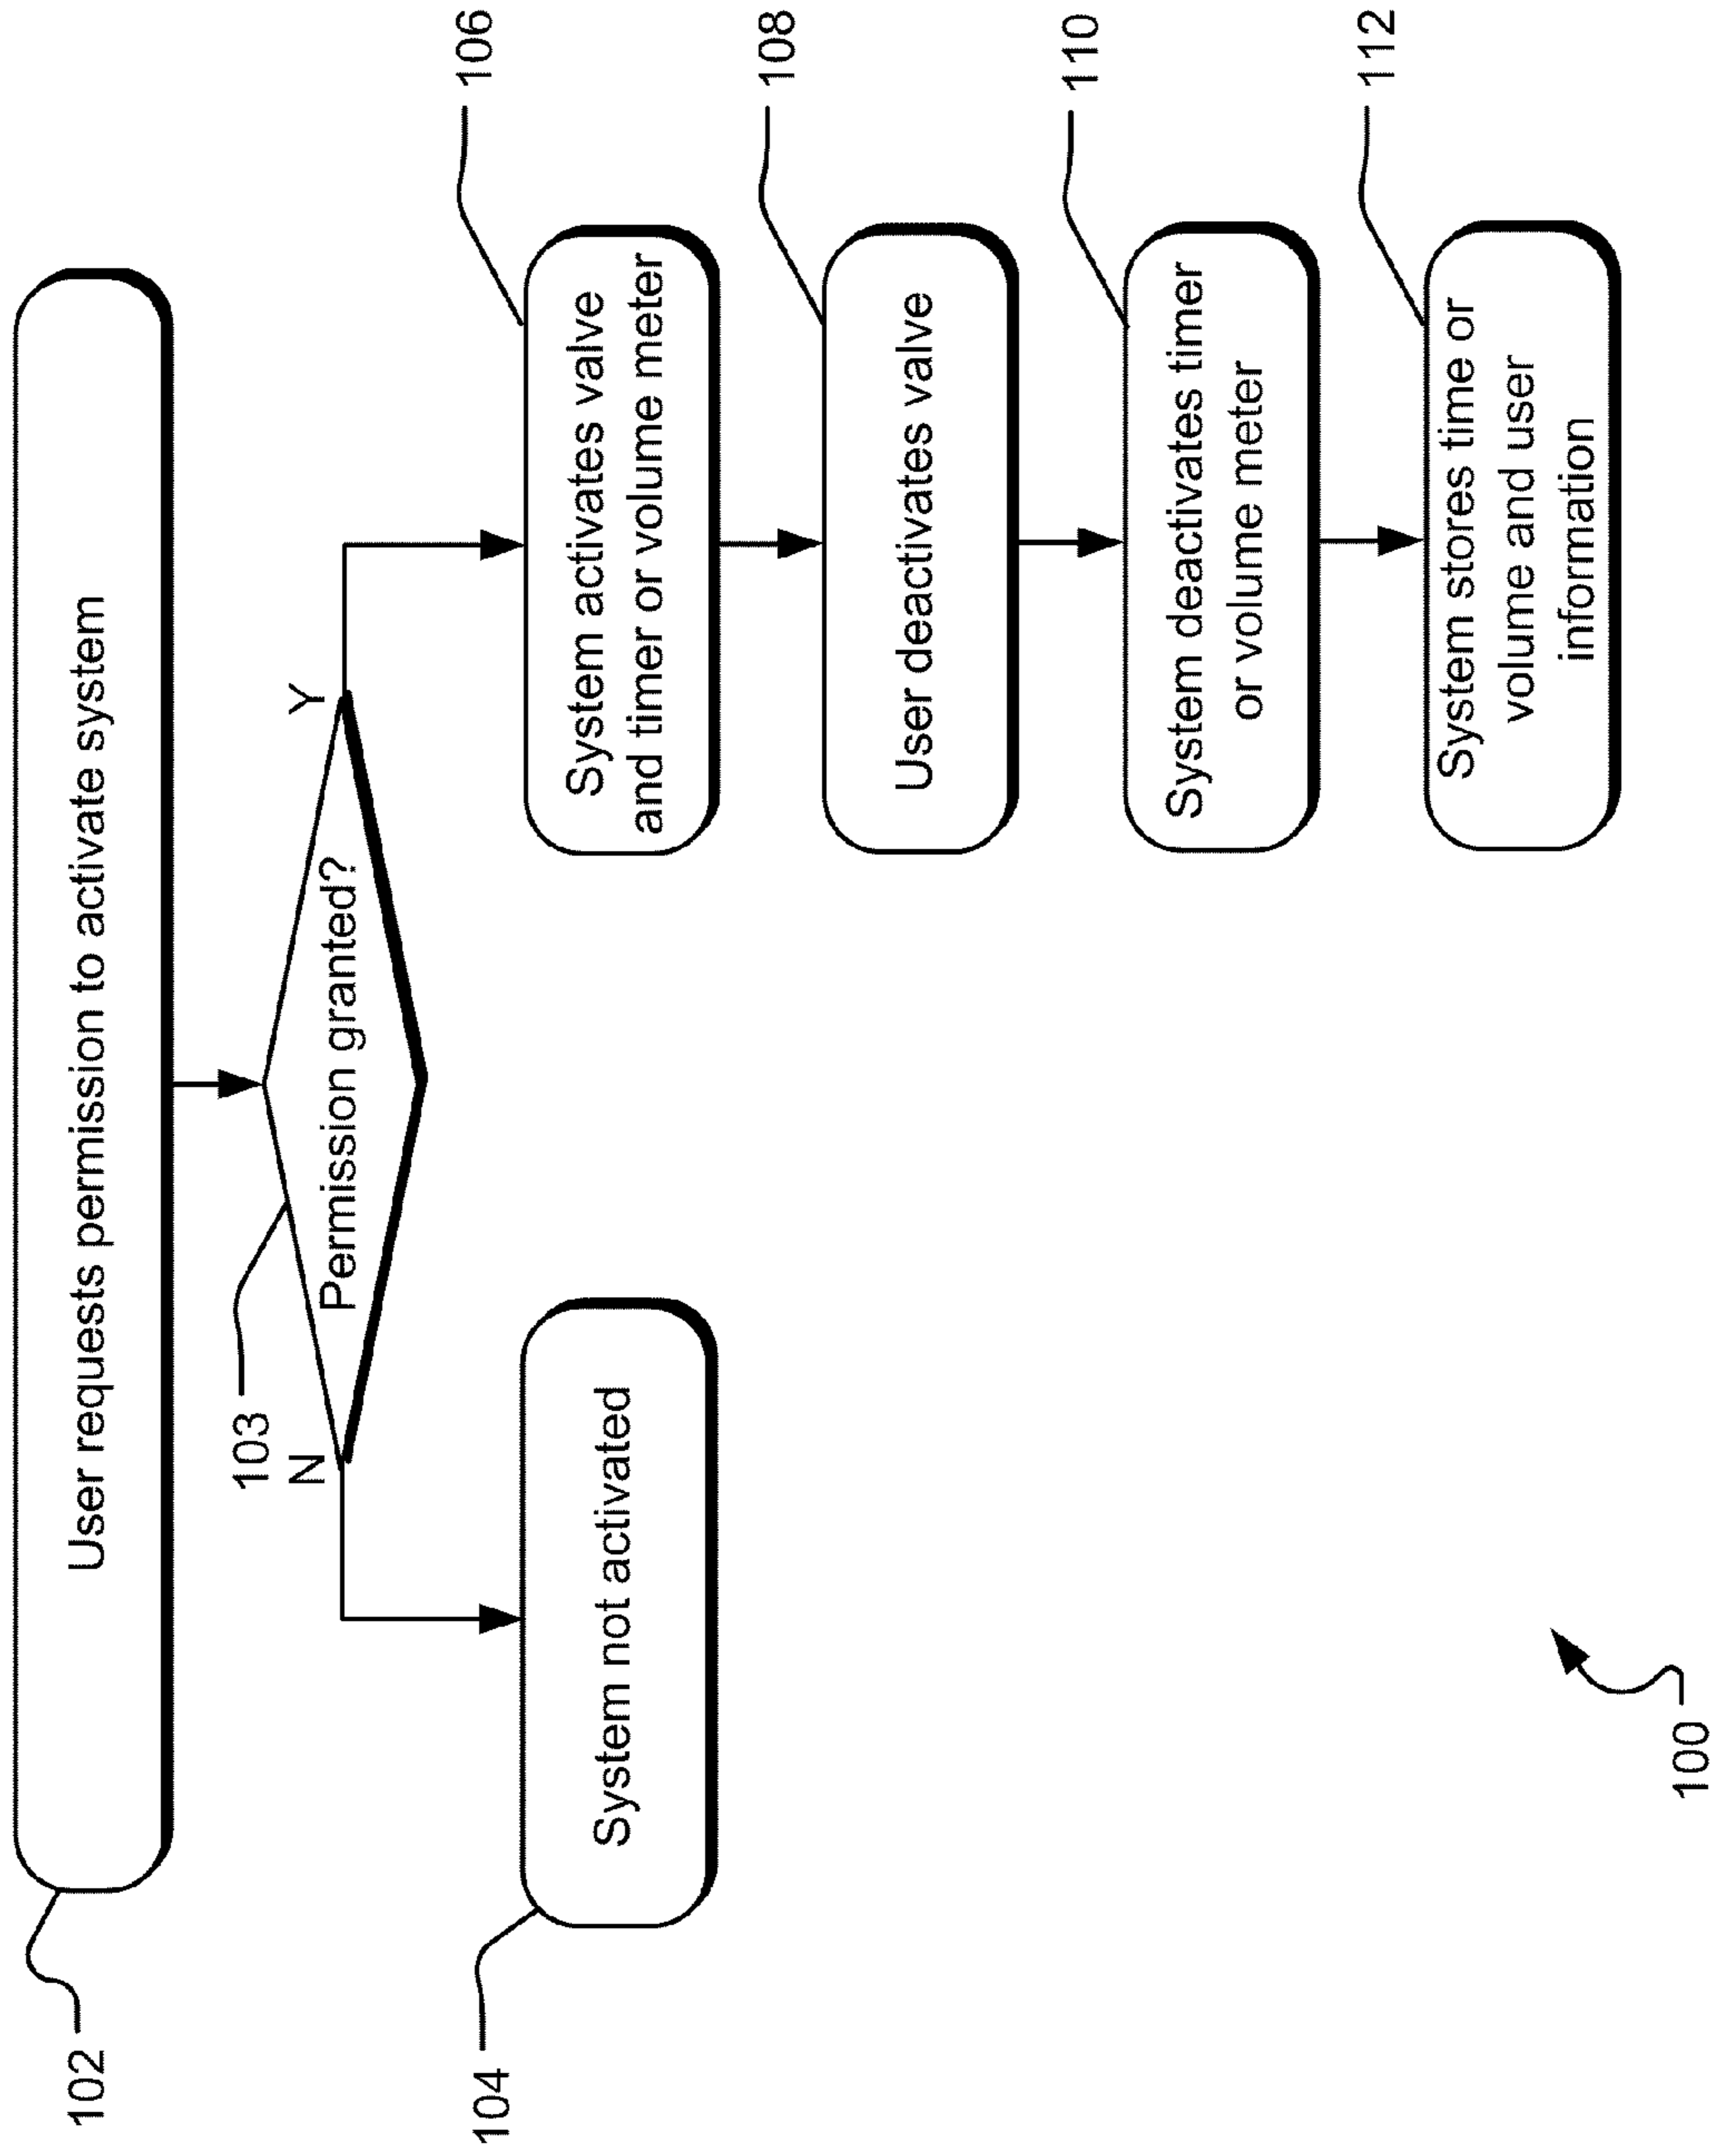 102
User requests permission to activate system
103
Permission granted?
N
Y
104
System not activated
106
System activates valve
and timer or volume meter
108
User deactivates valve
110
System deactivates timer
or volume meter
112
System stores time or
volume and user
information
100